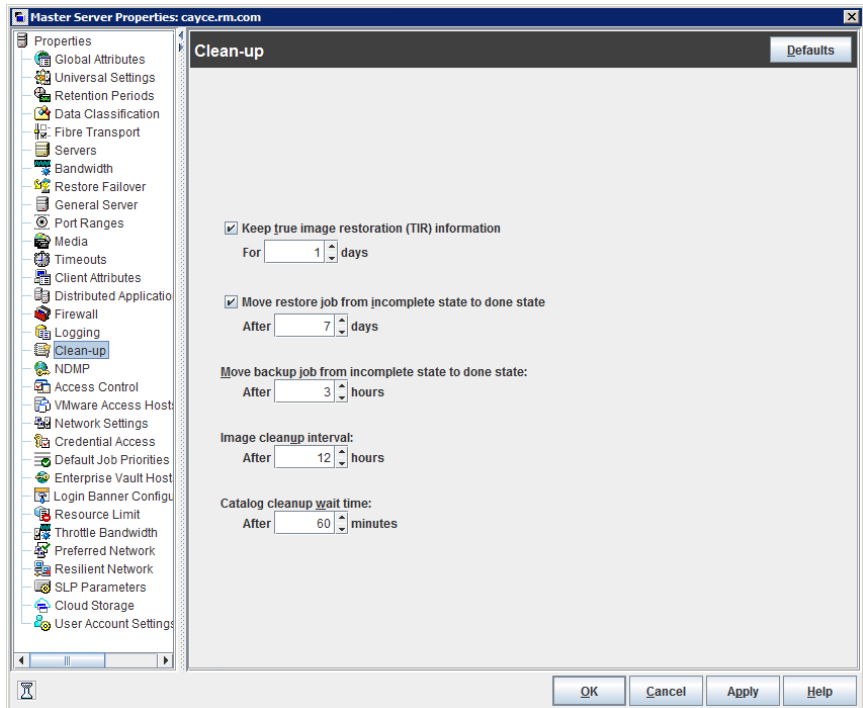 Master Server Properties: cayce.rm.com
Properties
Global Attributes
Universal Settings
Retention Periods
Data Classification
Fibre Transport
Servers
Bandwidth
Restore Failover
General Server
Port Ranges
Media
Timeouts
Client Attributes
Distributed Applicatio
Firewall
Logging
Clean-up
NDMP
Access Control
VMware Access Hosts
Network Settings
Credential Access
Default Job Priorities
Enterprise Vault Host
Login Banner Configu
Resource Limit
Throttle Bandwidth
Preferred Network
Resilient Network
SLP Parameters
Cloud Storage
User Account Settings
Clean-up
Defaults
Keep true image restoration (TIR) information
For 1 days
Move restore job from incomplete state to done state
After 7 days
Move backup job from incomplete state to done state:
After 3 hours
Image cleanup interval:
After 12 hours
Catalog cleanup wait time:
After 60 minutes
OK Cancel Apply Help